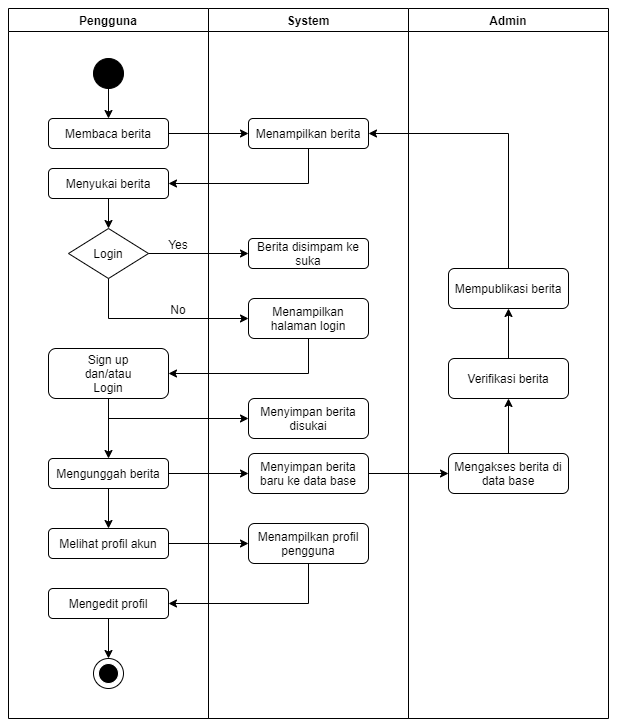 Pengguna
System
Admin
Membaca berita
Menampilkan berita
Menyukai berita
Login
Yes
Berita disimpam ke
suka
Mempublikasi berita
No
Menampilkan
halaman login
Sign up
dan/atau
Login
Verifikasi berita
Menyimpan berita
disukai
Mengunggah berita
Menyimpan berita
baru ke data base
Mengakses berita di
data base
Melihat profil akun
Menampilkan profil
pengguna
Mengedit profil